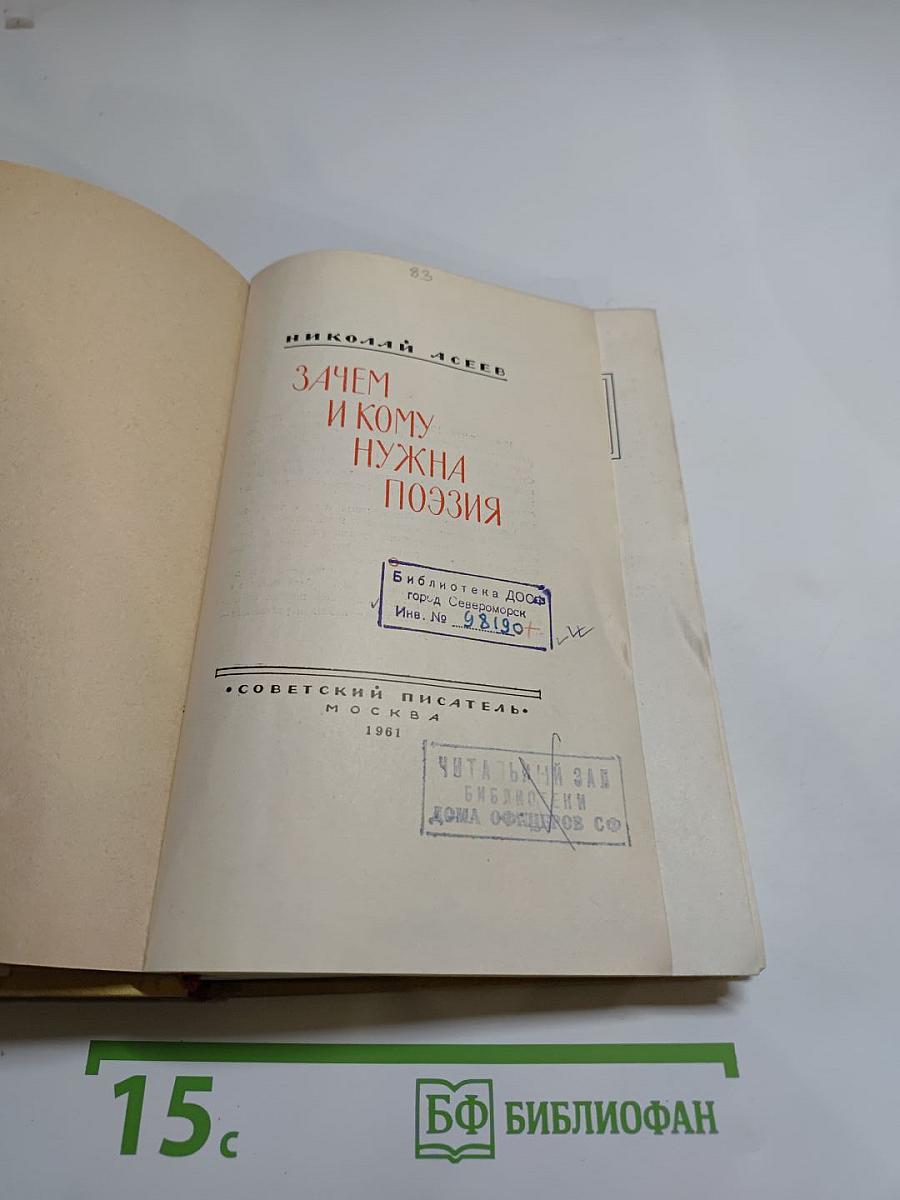 83
НИКОЛАЙ АСЕЕВ
ЗАЧЕМ
И КОМУ
НУЖНА
ПОЭЗИЯ
Библиотека ДОСФ
город Североморск
Инв. № 98190
•СОВЕТСКИЙ ПИСАТЕЛЬ•
МОСКВА
1961
ЧИТАЛЬНЫЙ ЗАЛ
БИБЛИОТЕКИ
ДОМА ОФИЦЕРОВ СФ
15 с
БФ БИБЛИОФАН